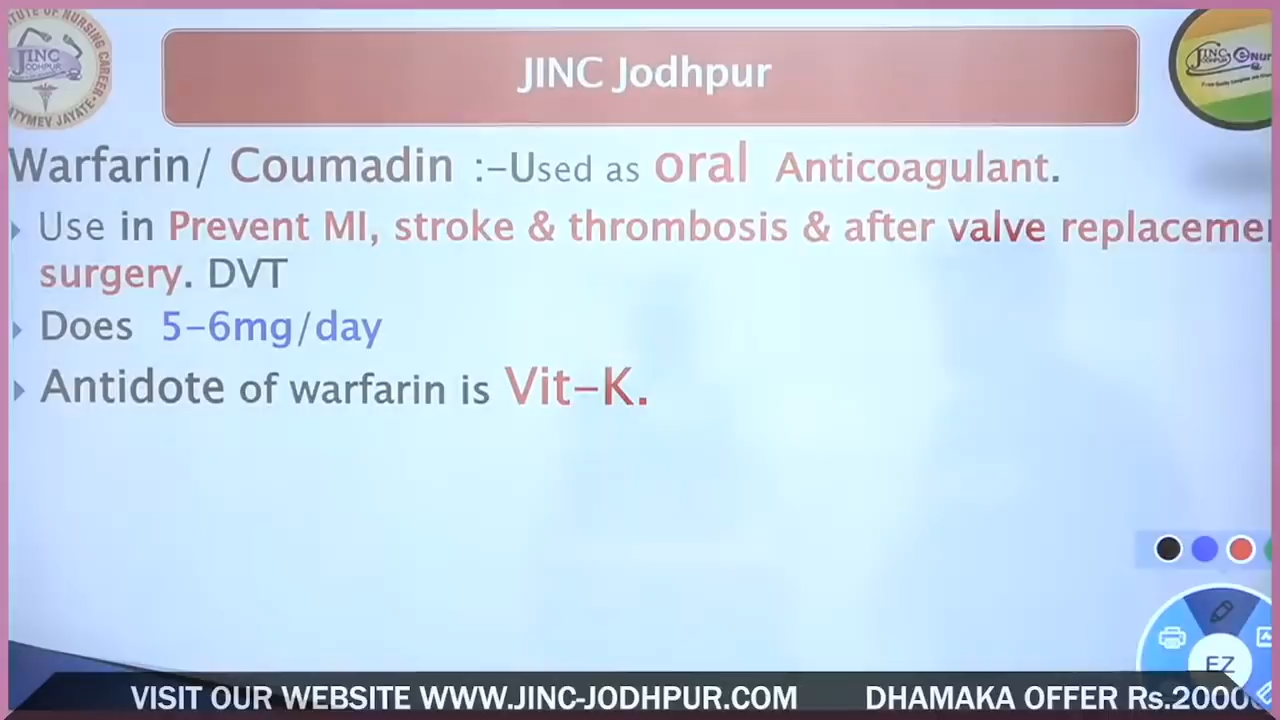 JINC Jodhpur
Warfarin/ Coumadin :-Used as oral Anticoagulant.
Use in Prevent MI, stroke & thrombosis & after valve replaceme
surgery. DVT
Does 5-6mg/day
Antidote of warfarin is Vit-K.
EZ
VISIT OUR WEBSITE WWW.JINC-JODHPUR.COM DHAMAKA OFFER Rs.2000